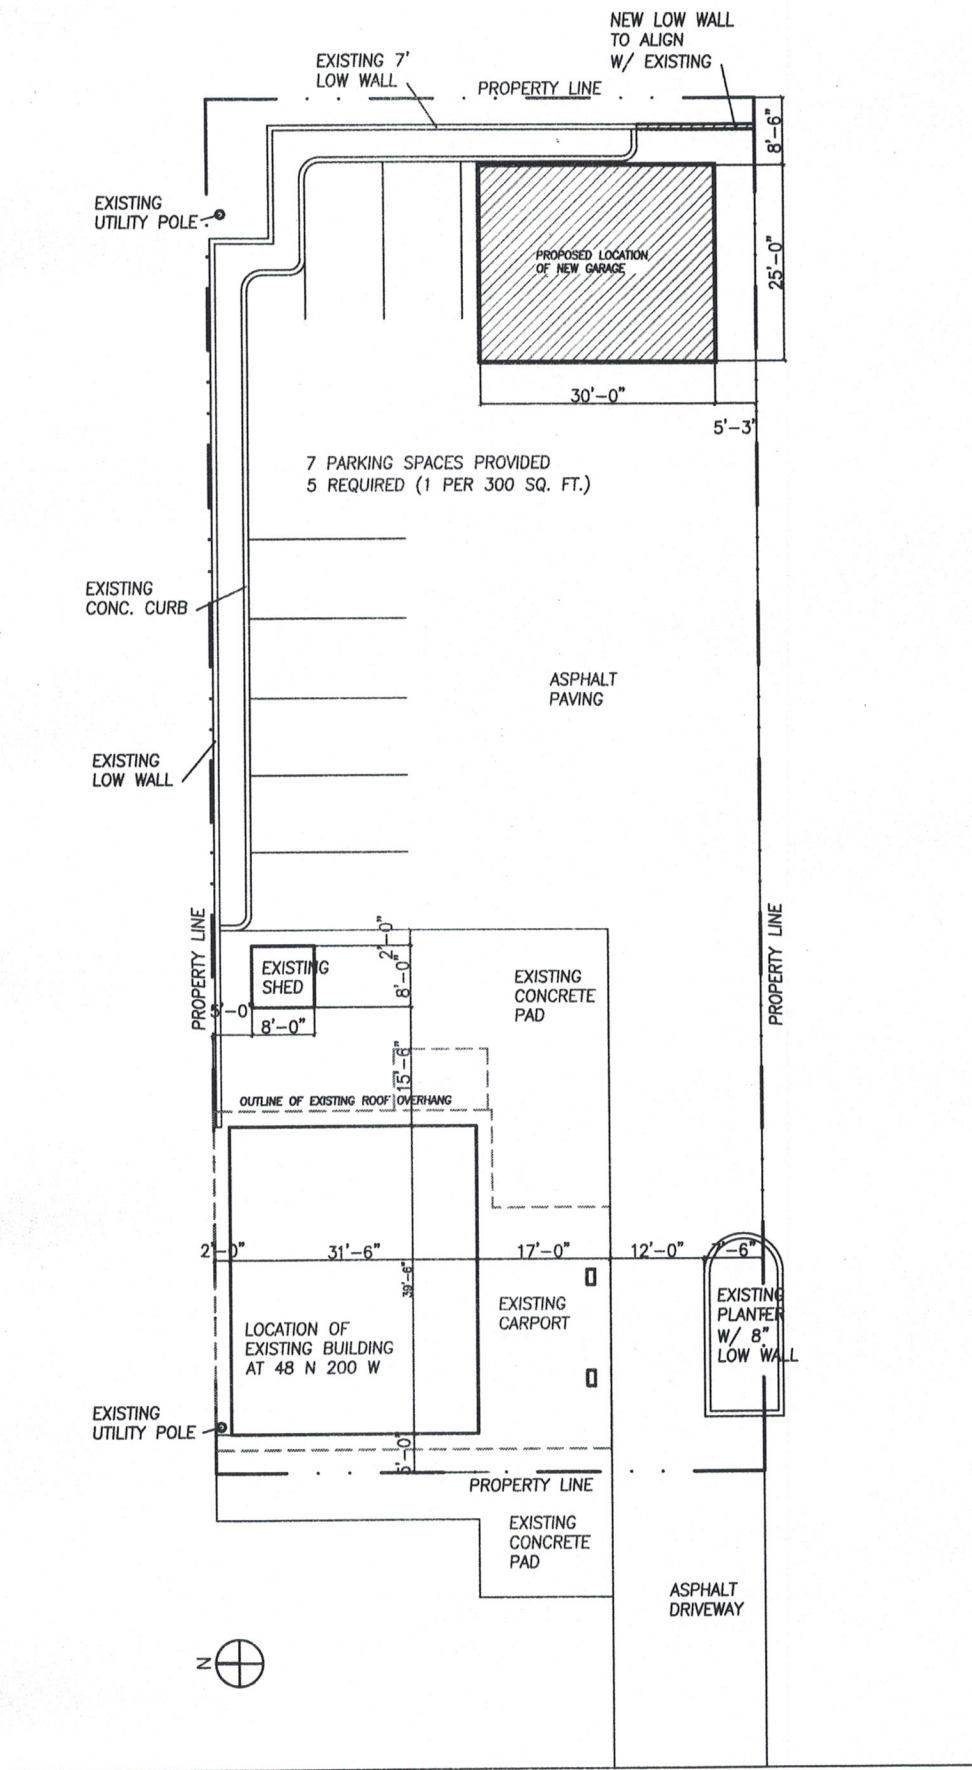 NEW LOW WALL
TO ALIGN
W/ EXISTING
EXISTING 7'
LOW WALL
PROPERTY LINE
8'-6"
EXISTING
UTILITY POLE
PROPOSED LOCATION
OF NEW GARAGE
25'-0"
30'-0"
5'-3'
7 PARKING SPACES PROVIDED
5 REQUIRED (1 PER 300 SQ. FT.)
EXISTING
CONC. CURB
ASPHALT
PAVING
EXISTING
LOW WALL
PROPERTY LINE
PROPERTY LINE
2'-0"
EXISTING
SHED
8'-0"
EXISTING
CONCRETE
PAD
5'-0'
8'-0"
15'-6"
OUTLINE OF EXISTING ROOF OVERHANG
2'-0"
31'-6"
17'-0"
12'-0"
7'-6"
39'-6"
EXISTING
CARPORT
EXISTING
PLANTER
W/ 8"
LOW WALL
LOCATION OF
EXISTING BUILDING
AT 48 N 200 W
EXISTING
UTILITY POLE
5'-0"
PROPERTY LINE
EXISTING
CONCRETE
PAD
ASPHALT
DRIVEWAY
N